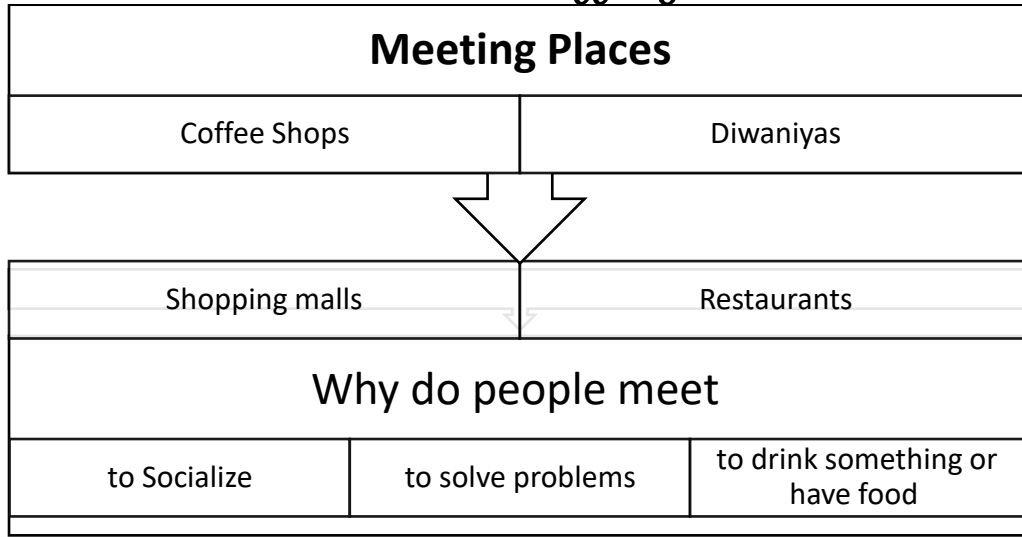 Meeting Places
Coffee Shops
Diwaniyas
Shopping malls
Restaurants
Why do people meet
to Socialize
to solve problems
to drink something or
have food